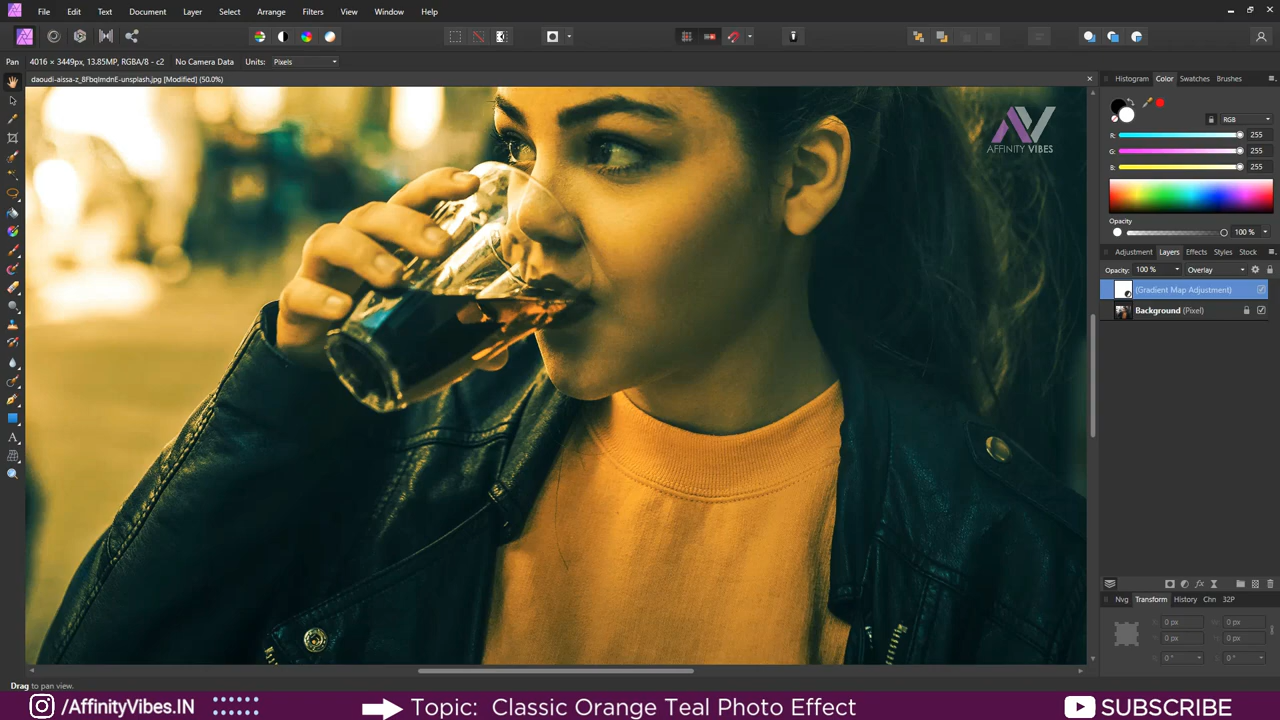 File Edit Text Document Layer Select Arrange Filters View Window Help
Pan 4016 × 3449px, 13.85MP, RGBA/8 - c2 No Camera Data Units: Pixels
daoudi-aissa-z_8FbqlmdnE-unsplash.jpg [Modified] (50.0%)
AFFINITY VIBES
Histogram Color Swatches Brushes
RGB
R: 255
G: 255
B: 255
Opacity
100 %
Adjustment Layers Effects Styles Stock
Opacity: 100 % Overlay
(Gradient Map Adjustment)
Background (Pixel)
Nvg Transform History Chn 32P
X: 0 px W: 0 px
Y: 0 px H: 0 px
R: 0 ° S: 0 °
Drag to pan view.
/AffinityVibes.IN Topic: Classic Orange Teal Photo Effect SUBSCRIBE